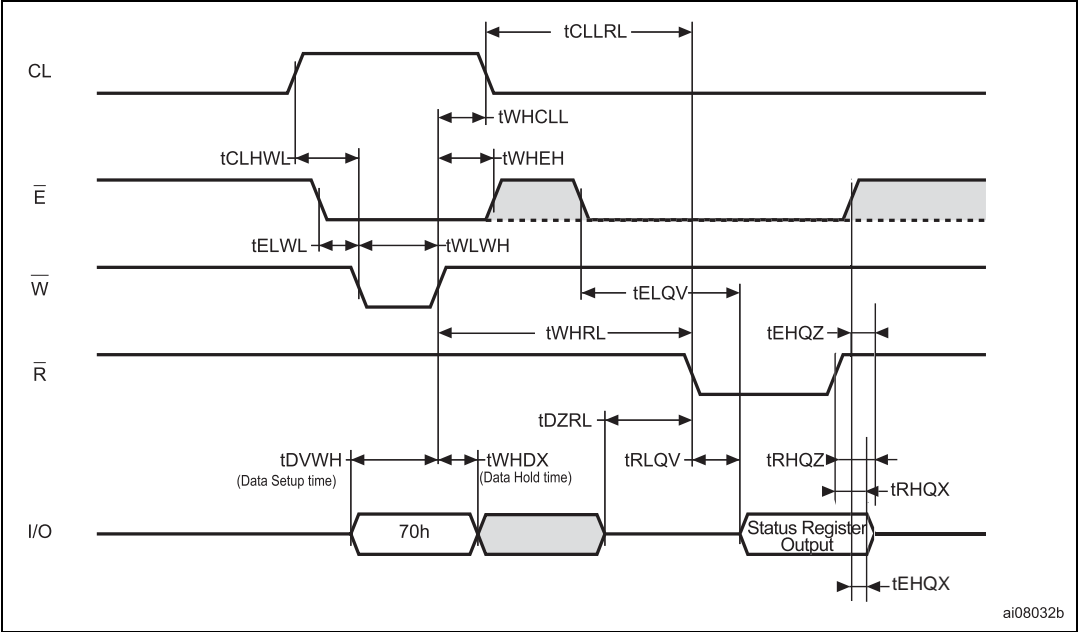 tCLLRL
CL
tWHCLL
tCLHWL
tWHEH
E
tELWL
tWLWH
W
tELQV
tWHRL
tEHQZ
R
tDZRL
tDVWH
(Data Setup time)
tWHDX
(Data Hold time)
tRLQV
tRHQZ
tRHQX
I/O
70h
Status Register
Output
tEHQX
ai08032b